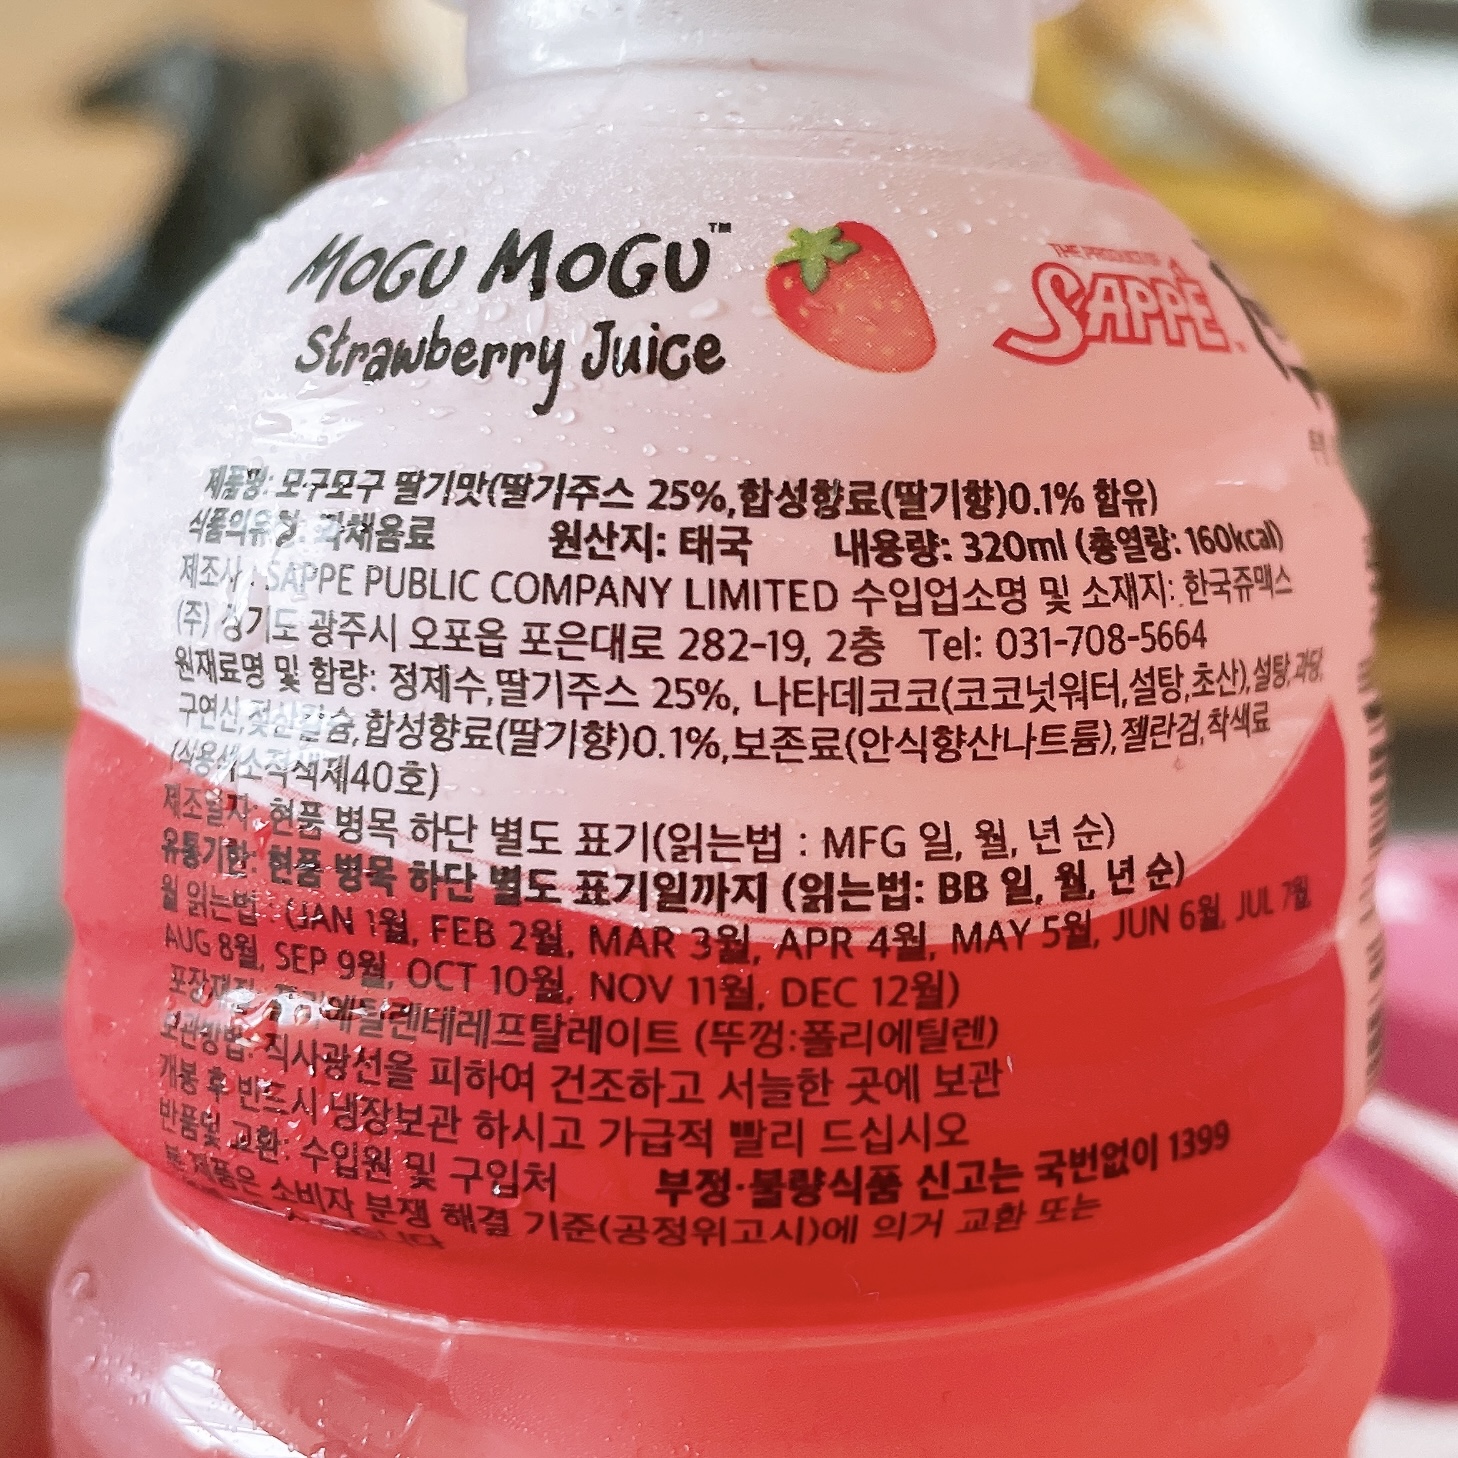 MOGU MOGU™
Strawberry Juice
THE PRODUCT OF
SAPPÉ
제품명: 모구모구 딸기맛(딸기주스 25%,합성향료(딸기향)0.1% 함유)
식품의유형: 과채음료 원산지: 태국 내용량: 320ml (총열량: 160kcal)
제조사 : SAPPE PUBLIC COMPANY LIMITED 수입업소명 및 소재지: 한국쥬맥스
(주) 경기도 광주시 오포읍 포은대로 282-19, 2층 Tel: 031-708-5664
원재료명 및 함량: 정제수,딸기주스 25%, 나타데코코(코코넛워터,설탕,초산),설탕,과당,
구연산,젖산칼슘,합성향료(딸기향)0.1%,보존료(안식향산나트륨),젤란검,착색료
(식용색소적색제40호)
제조일자: 현품 병목 하단 별도 표기(읽는법 : MFG 일, 월, 년 순)
유통기한: 현품 병목 하단 별도 표기일까지 (읽는법: BB 일, 월, 년 순)
월 읽는법 : (JAN 1월, FEB 2월, MAR 3월, APR 4월, MAY 5월, JUN 6월, JUL 7월,
AUG 8월, SEP 9월, OCT 10월, NOV 11월, DEC 12월)
포장재질: 폴리에틸렌테레프탈레이트 (뚜껑:폴리에틸렌)
보관방법: 직사광선을 피하여 건조하고 서늘한 곳에 보관
개봉 후 반드시 냉장보관 하시고 가급적 빨리 드십시오
반품및 교환: 수입원 및 구입처 부정·불량식품 신고는 국번없이 1399
본 제품은 소비자 분쟁 해결 기준(공정위고시)에 의거 교환 또는